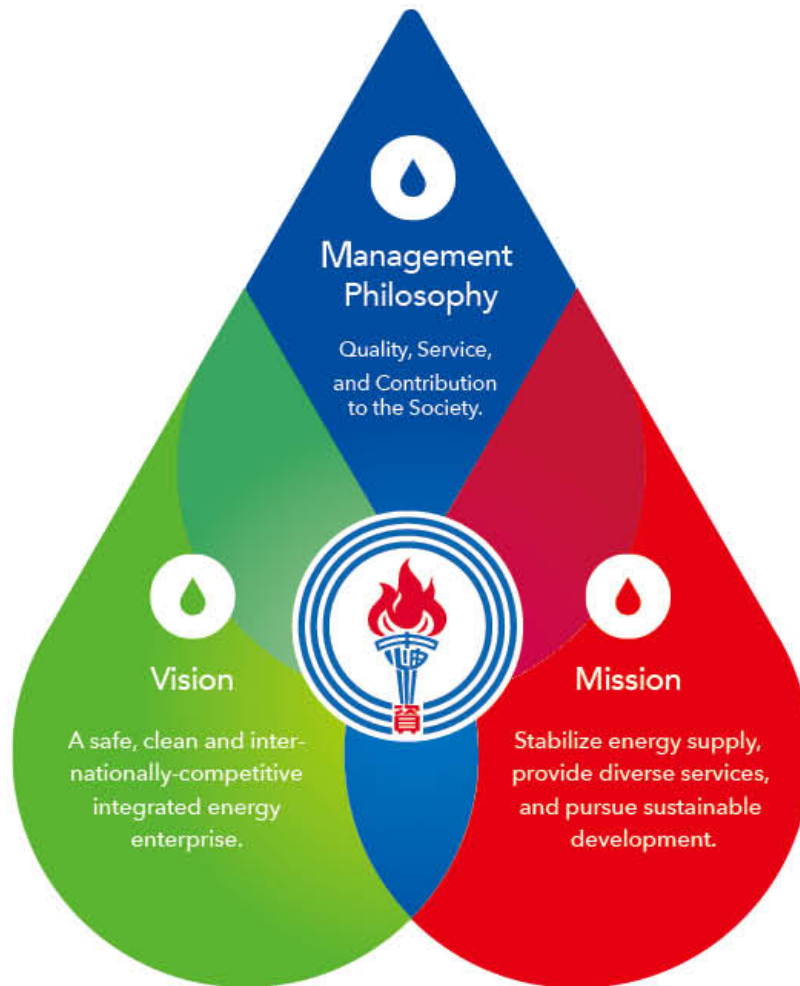 Management
Philosophy
Quality, Service,
and Contribution
to the Society.
Vision
A safe, clean and inter-
nationally-competitive
integrated energy
enterprise.
Mission
Stabilize energy supply,
provide diverse services,
and pursue sustainable
development.